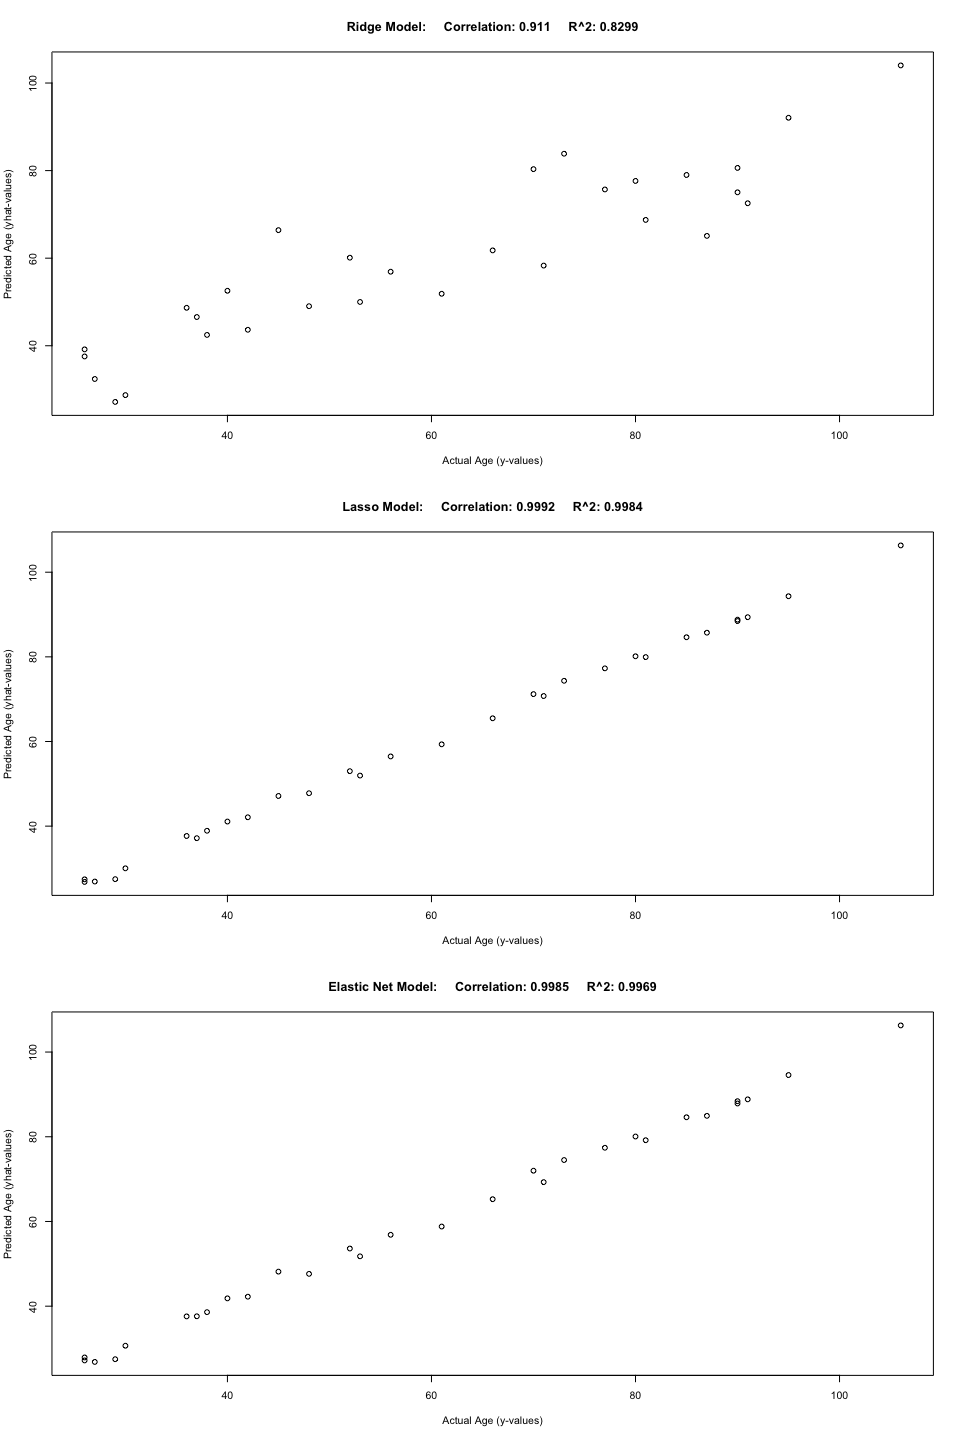 Ridge Model: Correlation: 0.911 R^2: 0.8299
100
80
60
40
Predicted Age (yhat-values)
40 60 80 100
Actual Age (y-values)
Lasso Model: Correlation: 0.9992 R^2: 0.9984
100
80
60
40
Predicted Age (yhat-values)
40 60 80 100
Actual Age (y-values)
Elastic Net Model: Correlation: 0.9985 R^2: 0.9969
100
80
60
40
Predicted Age (yhat-values)
40 60 80 100
Actual Age (y-values)